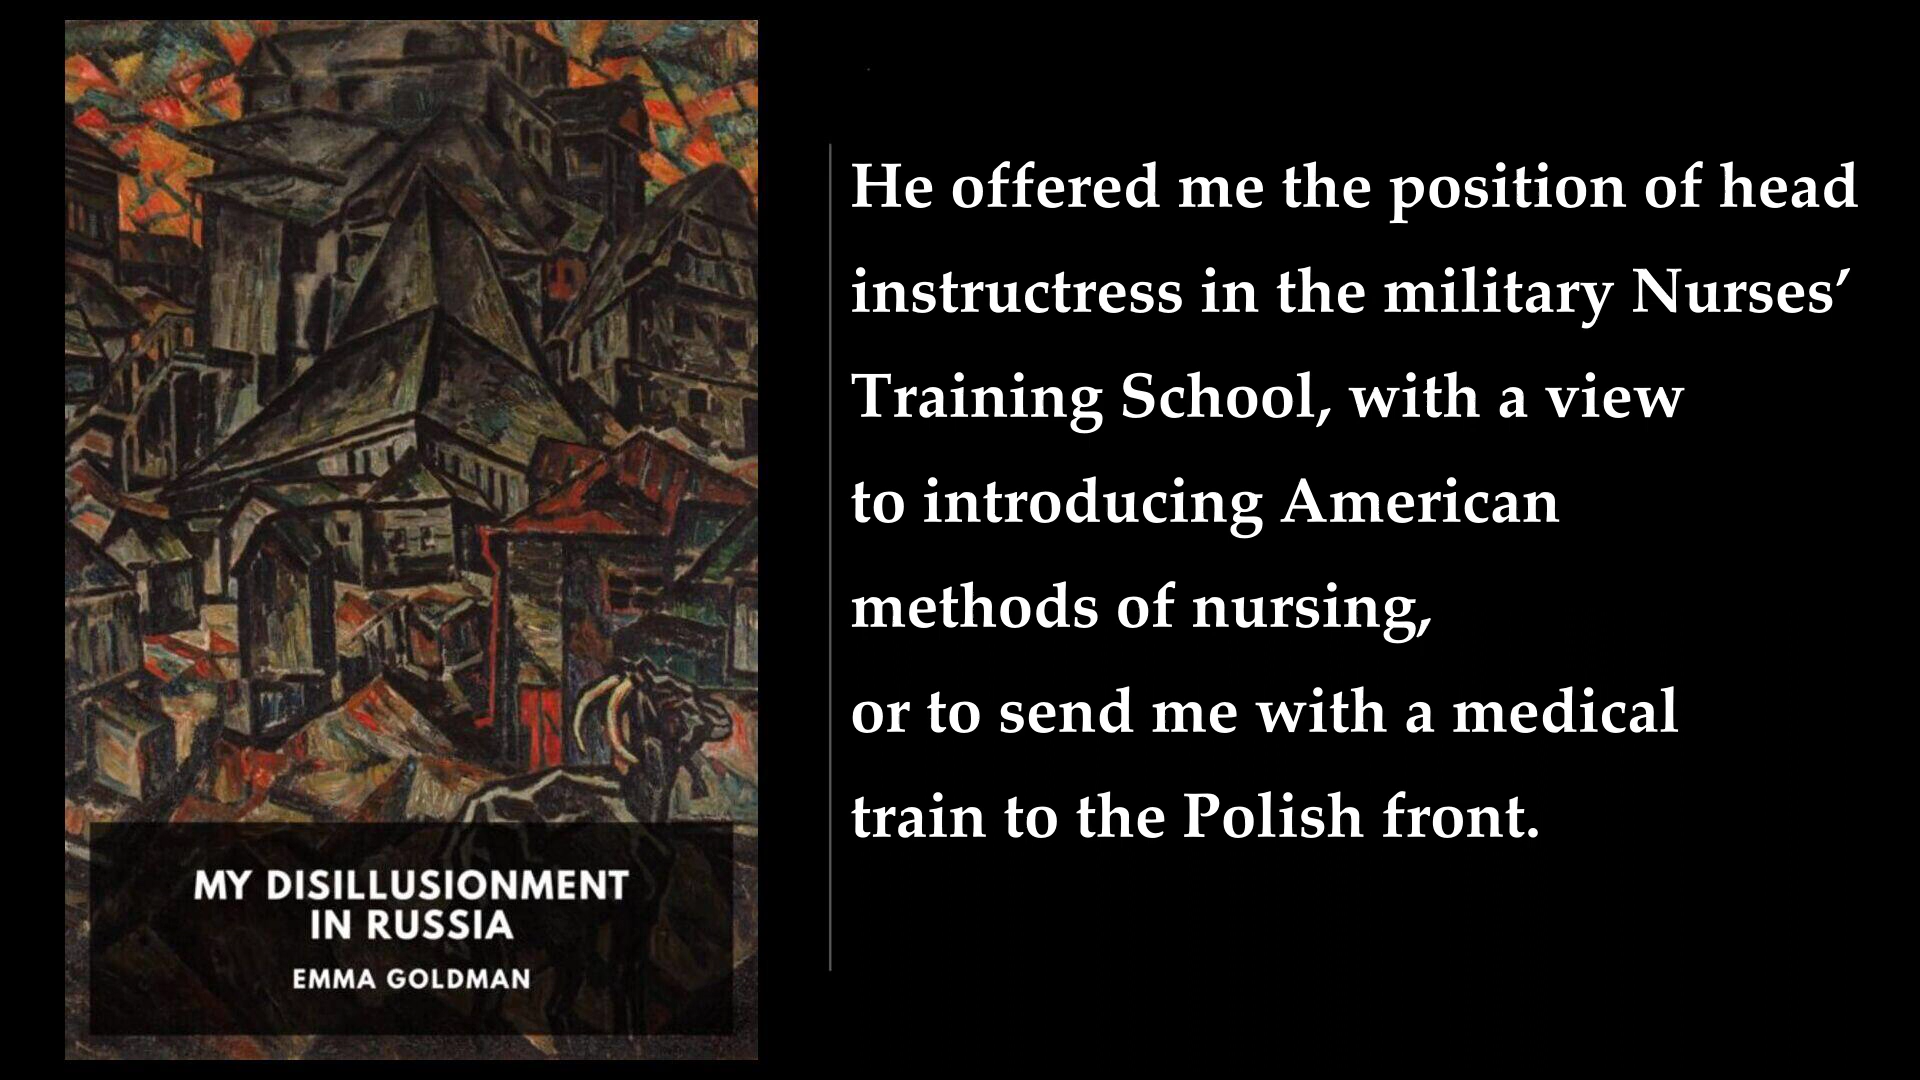 MY DISILLUSIONMENT
IN RUSSIA
EMMA GOLDMAN
He offered me the position of head
instructress in the military Nurses’
Training School, with a view
to introducing American
methods of nursing,
or to send me with a medical
train to the Polish front.